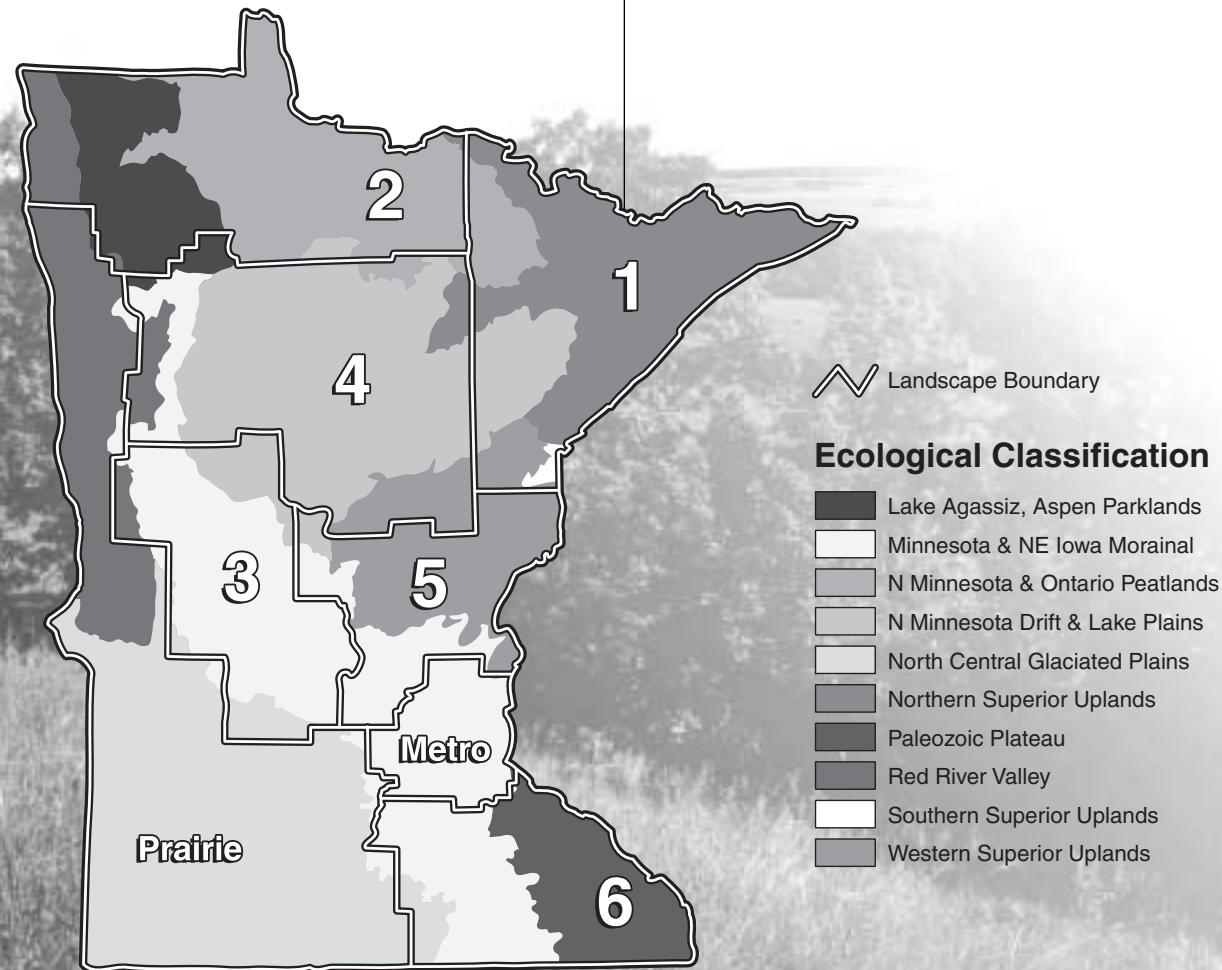 2
1
4
Landscape Boundary
Ecological Classification
Lake Agassiz, Aspen Parklands
Minnesota & NE Iowa Morainal
N Minnesota & Ontario Peatlands
N Minnesota Drift & Lake Plains
North Central Glaciated Plains
Northern Superior Uplands
Paleozoic Plateau
Red River Valley
Southern Superior Uplands
Western Superior Uplands
3
5
Metro
Prairie
6